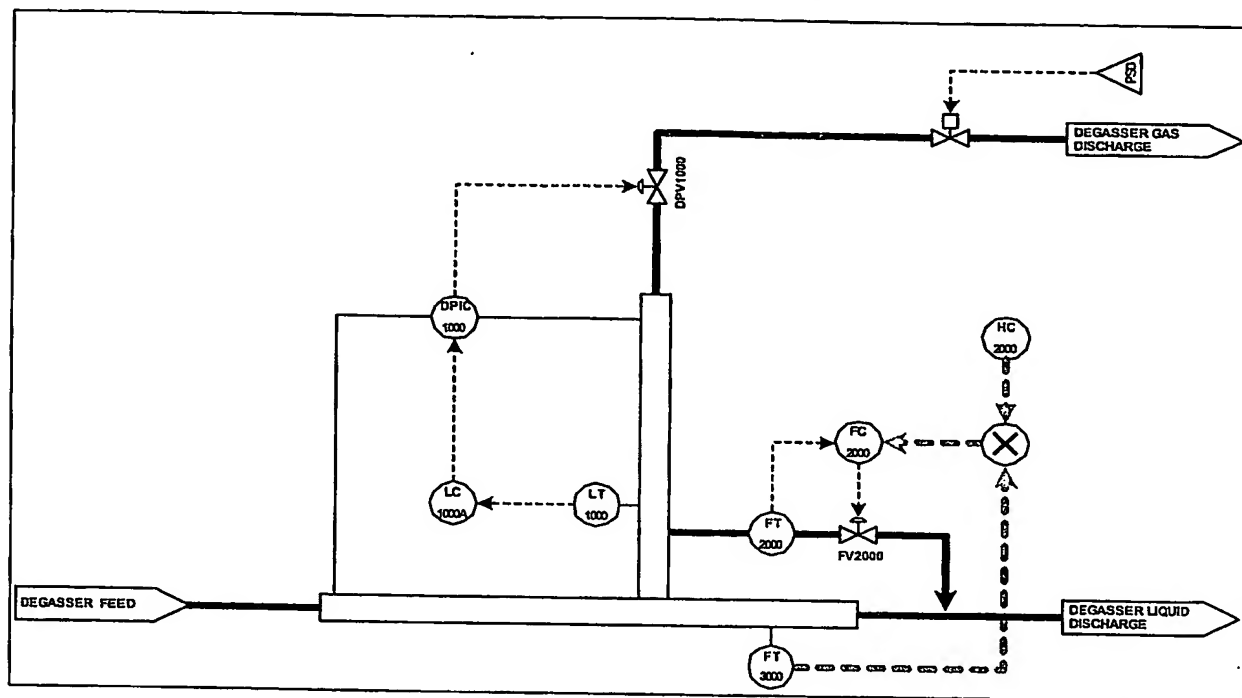 PSD
DEGASSER GAS
DISCHARGE
DPV1000
DPIC
1000
HC
2000
FC
2000
LC
1000A
LT
1000
FT
2000
FV2000
DEGASSER FEED
DEGASSER LIQUID
DISCHARGE
FT
3000